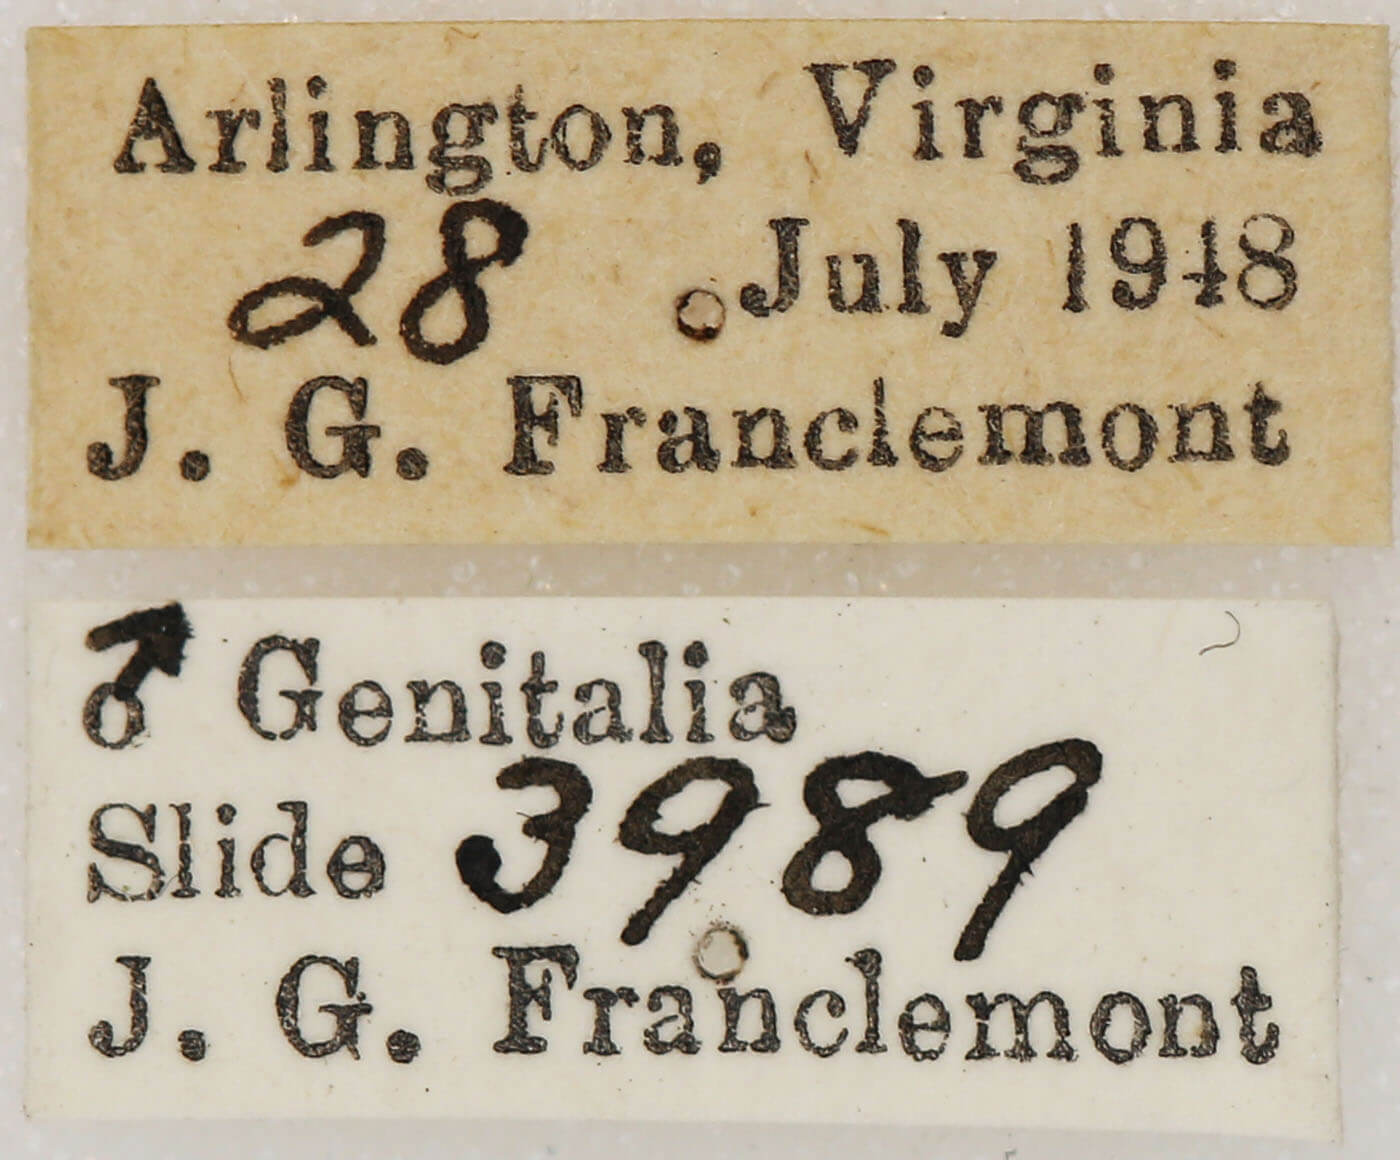 Arlington, Virginia
28 July 1948
J. G. Franclemont
♂ Genitalia
Slide 3989
J. G. Franclemont